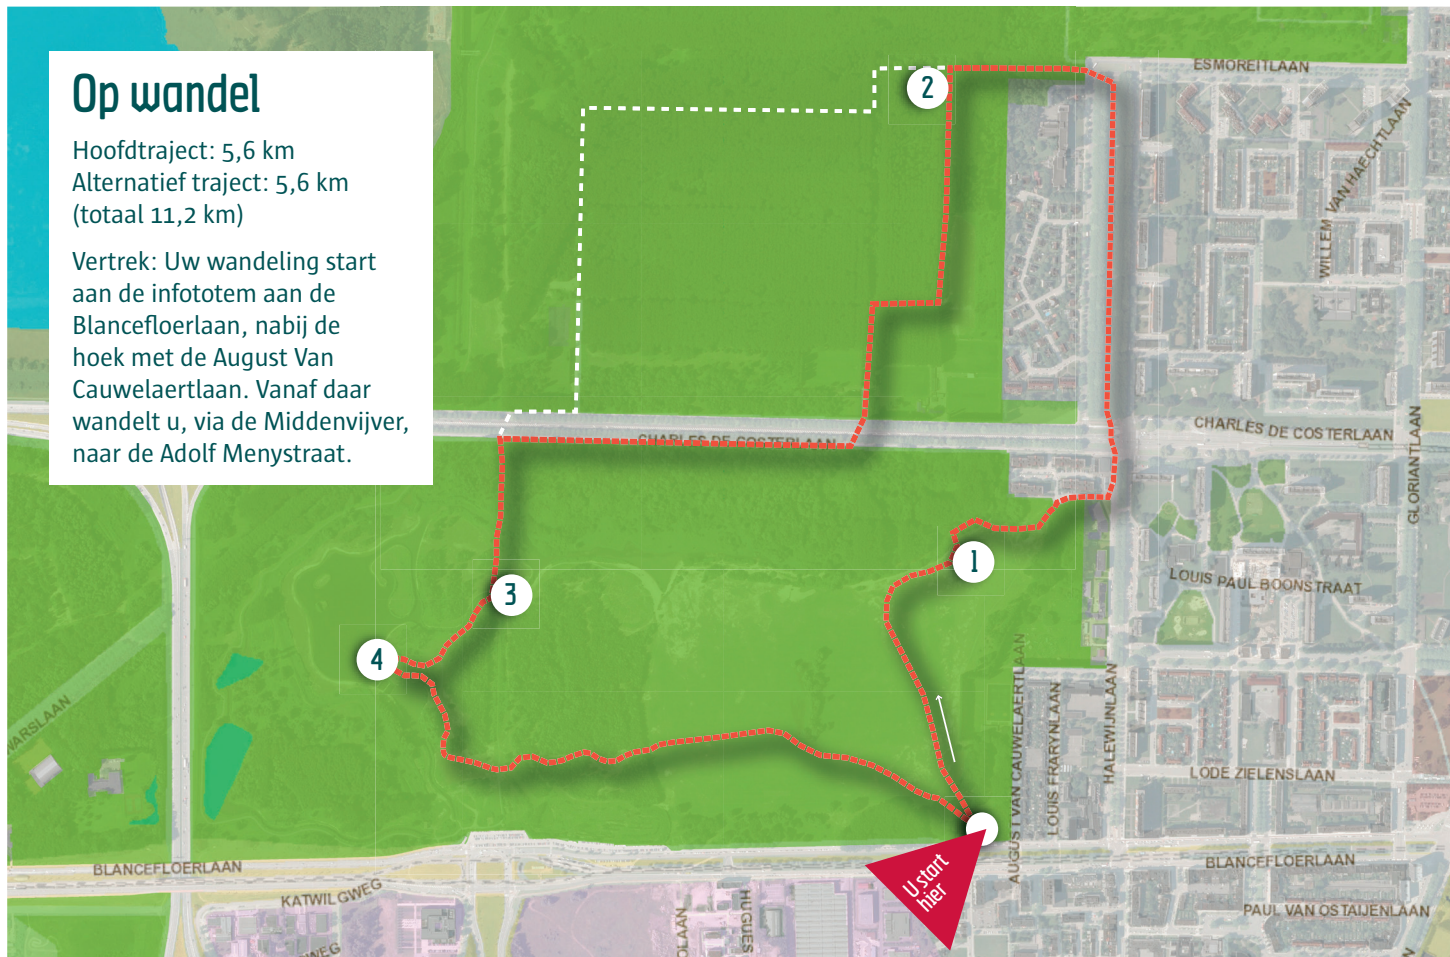 Op wandel
Hoofdtraject: 5,6 km
Alternatief traject: 5,6 km
(totaal 11,2 km)
Vertrek: Uw wandeling start
aan de infototem aan de
Blancefloerlaan, nabij de
hoek met de August Van
Cauwelaertlaan. Vanaf daar
wandelt u, via de Middenvijver,
naar de Adolf Menystraat.
2
ESMOREITLAAN
WILLEM VAN HAECHTLAAN
CHARLES DE COSTERLAAN
CHARLES DE COSTERLAAN
GLORIANTLAAN
1
LOUIS PAUL BOONSTRAAT
3
4
WARSLAAN
AUGUST VAN CAUWELAERTLAAN
LOUIS FRARYNLAAN
HALEWIJNLAAN
LODE ZIELENSLAAN
BLANCEFLOERLAAN
BLANCEFLOERLAAN
KATWILGWEG
U start
hier
PAUL VAN OSTAIJENLAAN
OLAAN
HUGUES
WEG